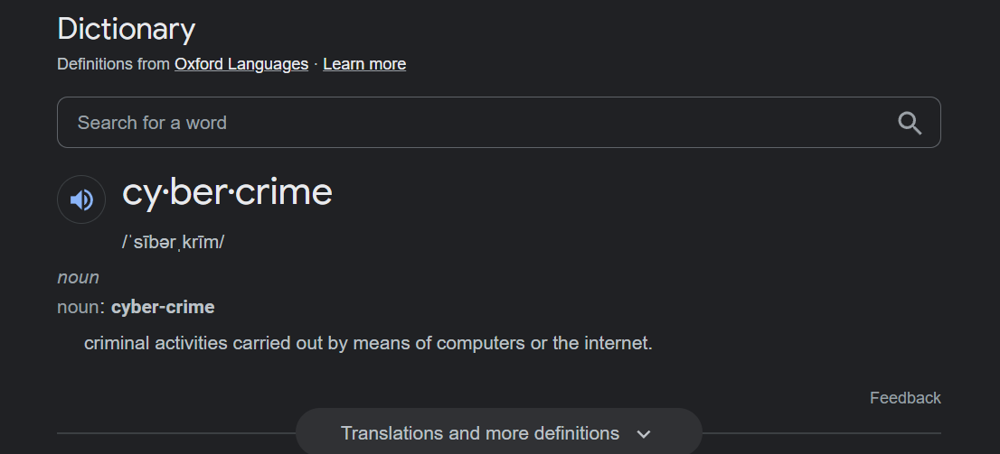 Dictionary
Definitions from Oxford Languages · Learn more
Search for a word
cy·ber·crime
/ˈsībərˌkrīm/
noun
noun: cyber-crime
criminal activities carried out by means of computers or the internet.
Feedback
Translations and more definitions